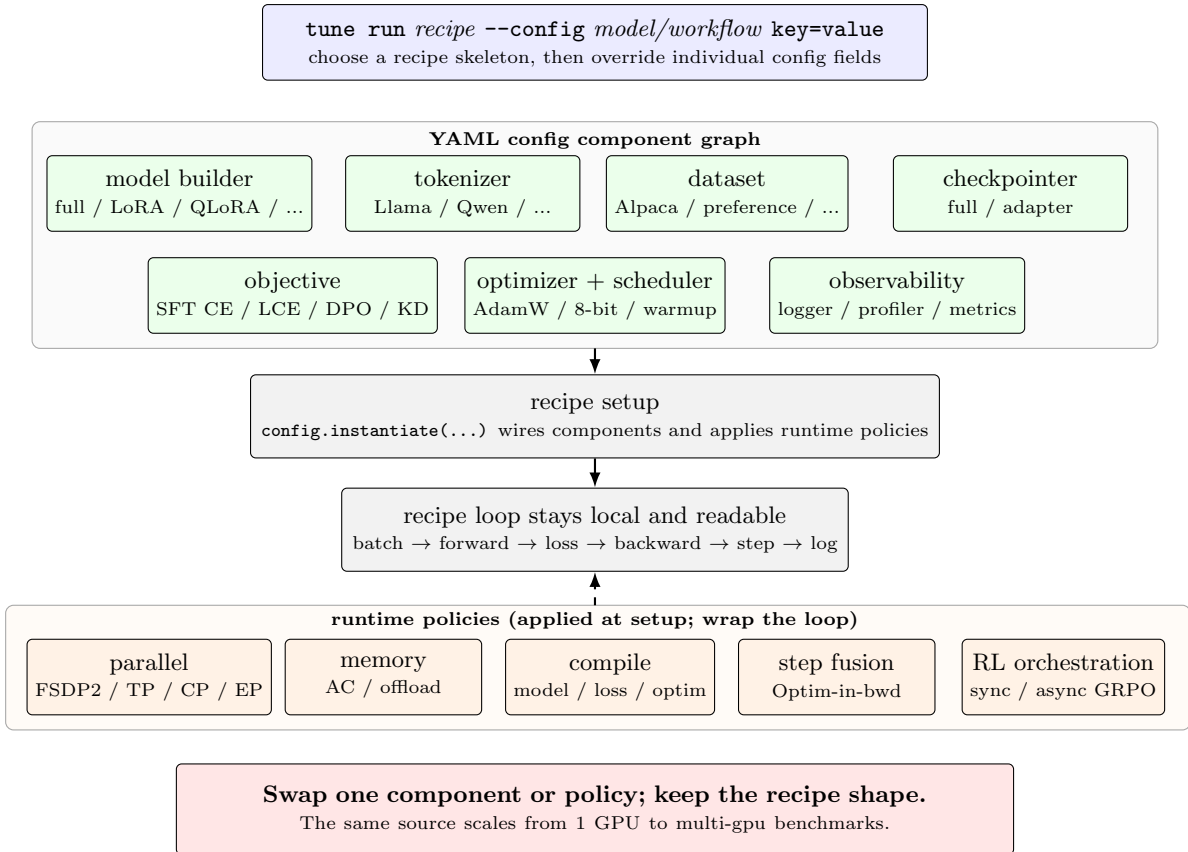 tune run recipe --config model/workflow key=value
choose a recipe skeleton, then override individual config fields
YAML config component graph
model builder
full / LoRA / QLoRA / ...
tokenizer
Llama / Qwen / ...
dataset
Alpaca / preference / ...
checkpointer
full / adapter
objective
SFT CE / LCE / DPO / KD
optimizer + scheduler
AdamW / 8-bit / warmup
observability
logger / profiler / metrics
recipe setup
config.instantiate(...) wires components and applies runtime policies
recipe loop stays local and readable
batch → forward → loss → backward → step → log
runtime policies (applied at setup; wrap the loop)
parallel
FSDP2 / TP / CP / EP
memory
AC / offload
compile
model / loss / optim
step fusion
Optim-in-bwd
RL orchestration
sync / async GRPO
Swap one component or policy; keep the recipe shape.
The same source scales from 1 GPU to multi-gpu benchmarks.